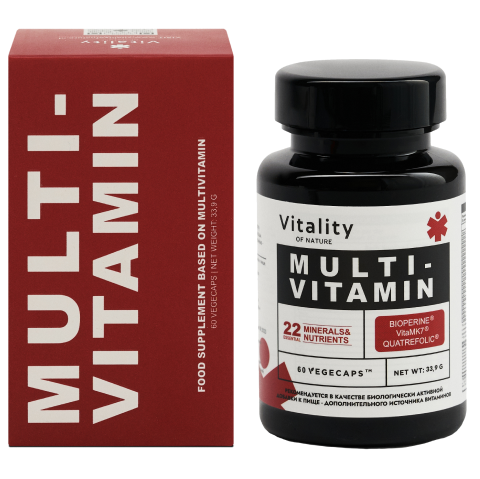 Vitality
MULTI-
VITAMIN
FOOD SUPPLEMENT BASED ON MULTIVITAMIN
60 VEGECAPS | NET WEIGHT: 33,9 G
Vitality
OF NATURE
MULTI-
VITAMIN
22 MINERALS&
ESSENTIAL NUTRIENTS
BIOPERINE®
VitaMK7®
QUATREFOLIC®
60 VEGECAPS™
NET WT: 33,9 G
РЕКОМЕНДУЕТСЯ В КАЧЕСТВЕ БИОЛОГИЧЕСКИ АКТИВНОЙ
ДОБАВКИ К ПИЩЕ - ДОПОЛНИТЕЛЬНОГО ИСТОЧНИКА ВИТАМИНОВ